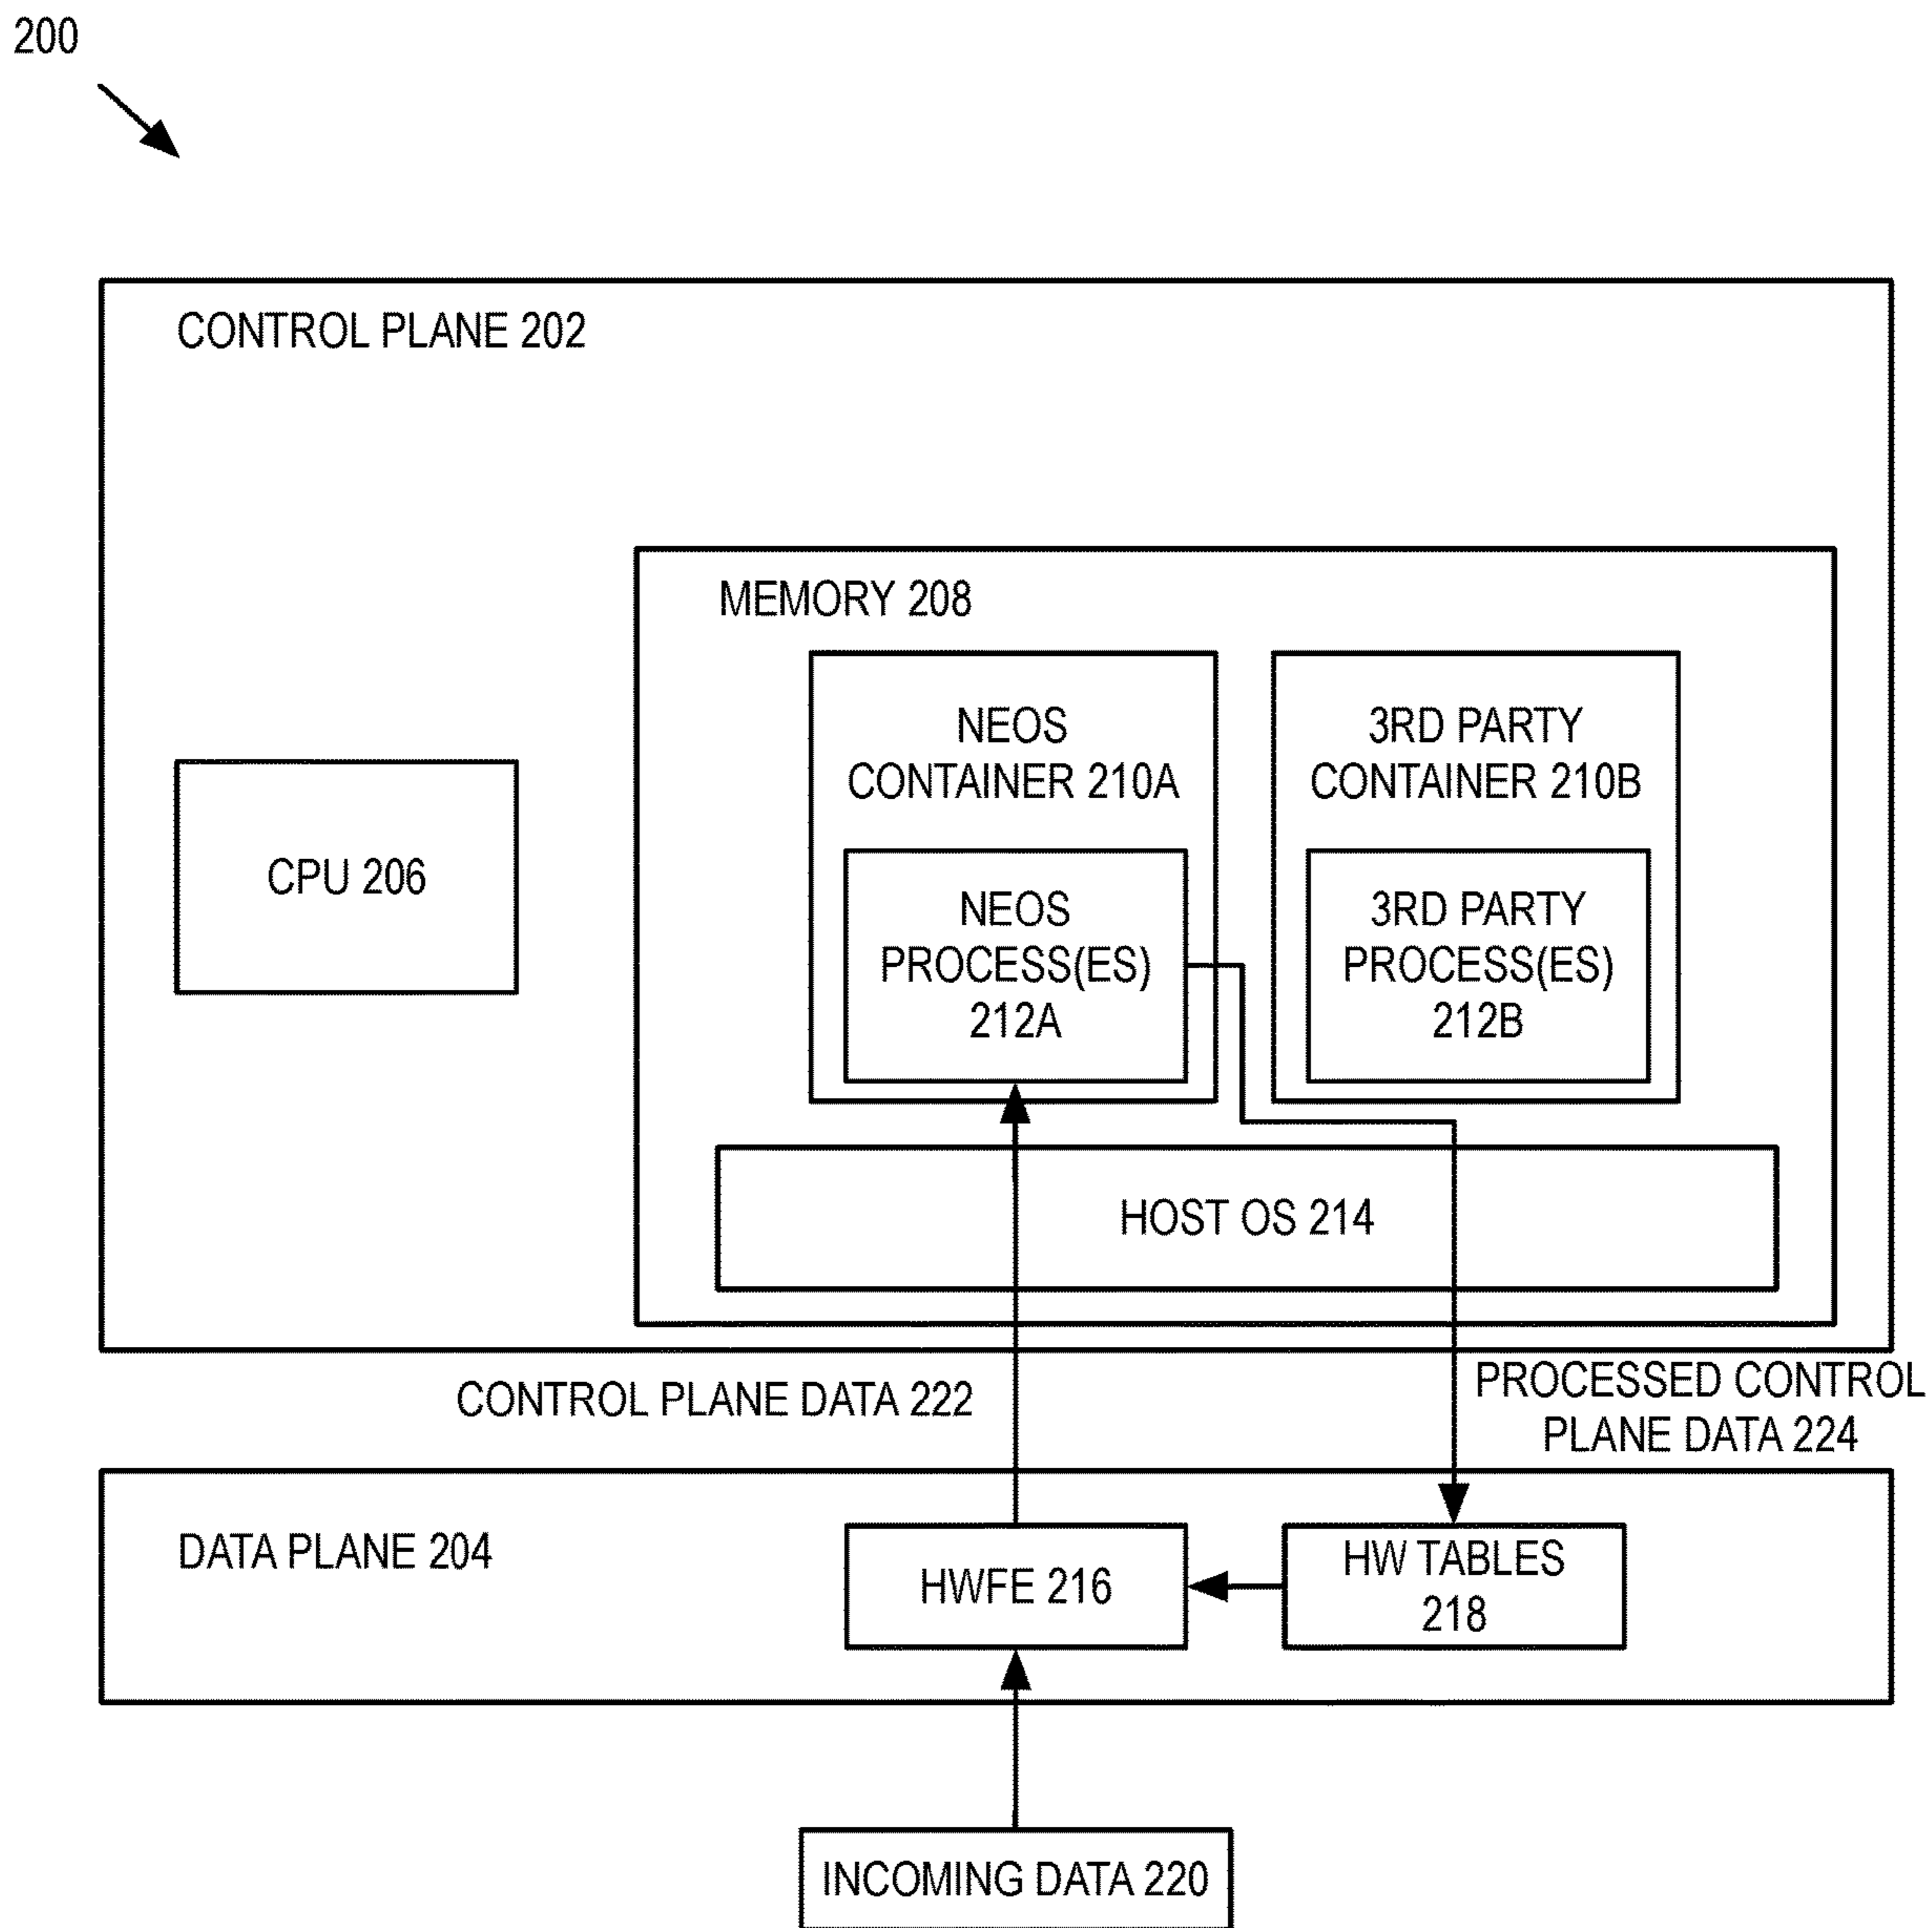 200
CONTROL PLANE 202
MEMORY 208
NEOS
CONTAINER 210A
3RD PARTY
CONTAINER 210B
CPU 206
NEOS
PROCESS(ES)
212A
3RD PARTY
PROCESS(ES)
212B
HOST OS 214
CONTROL PLANE DATA 222
PROCESSED CONTROL
PLANE DATA 224
DATA PLANE 204
HWFE 216
HW TABLES
218
INCOMING DATA 220